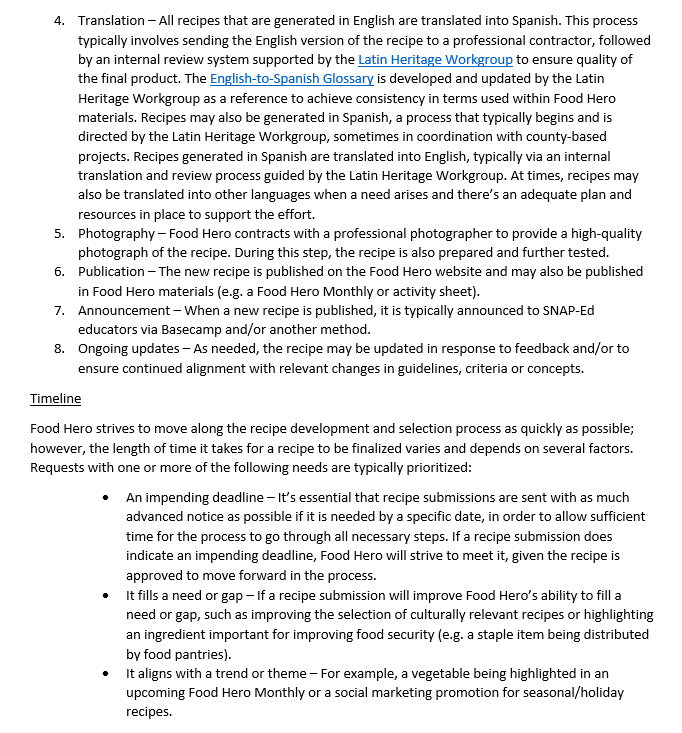 4. Translation – All recipes that are generated in English are translated into Spanish. This process
typically involves sending the English version of the recipe to a professional contractor, followed
by an internal review system supported by the Latin Heritage Workgroup to ensure quality of
the final product. The English-to-Spanish Glossary is developed and updated by the Latin
Heritage Workgroup as a reference to achieve consistency in terms used within Food Hero
materials. Recipes may also be generated in Spanish, a process that typically begins and is
directed by the Latin Heritage Workgroup, sometimes in coordination with county-based
projects. Recipes generated in Spanish are translated into English, typically via an internal
translation and review process guided by the Latin Heritage Workgroup. At times, recipes may
also be translated into other languages when a need arises and there's an adequate plan and
resources in place to support the effort.
5. Photography – Food Hero contracts with a professional photographer to provide a high-quality
photograph of the recipe. During this step, the recipe is also prepared and further tested.
6. Publication – The new recipe is published on the Food Hero website and may also be published
in Food Hero materials (e.g. a Food Hero Monthly or activity sheet).
7. Announcement – When a new recipe is published, it is typically announced to SNAP-Ed
educators via Basecamp and/or another method.
8. Ongoing updates – As needed, the recipe may be updated in response to feedback and/or to
ensure continued alignment with relevant changes in guidelines, criteria or concepts.
Timeline
Food Hero strives to move along the recipe development and selection process as quickly as possible;
however, the length of time it takes for a recipe to be finalized varies and depends on several factors.
Requests with one or more of the following needs are typically prioritized:
• An impending deadline – It's essential that recipe submissions are sent with as much
advanced notice as possible if it is needed by a specific date, in order to allow sufficient
time for the process to go through all necessary steps. If a recipe submission does
indicate an impending deadline, Food Hero will strive to meet it, given the recipe is
approved to move forward in the process.
• It fills a need or gap – If a recipe submission will improve Food Hero's ability to fill a
need or gap, such as improving the selection of culturally relevant recipes or highlighting
an ingredient important for improving food security (e.g. a staple item being distributed
by food pantries).
• It aligns with a trend or theme – For example, a vegetable being highlighted in an
upcoming Food Hero Monthly or a social marketing promotion for seasonal/holiday
recipes.